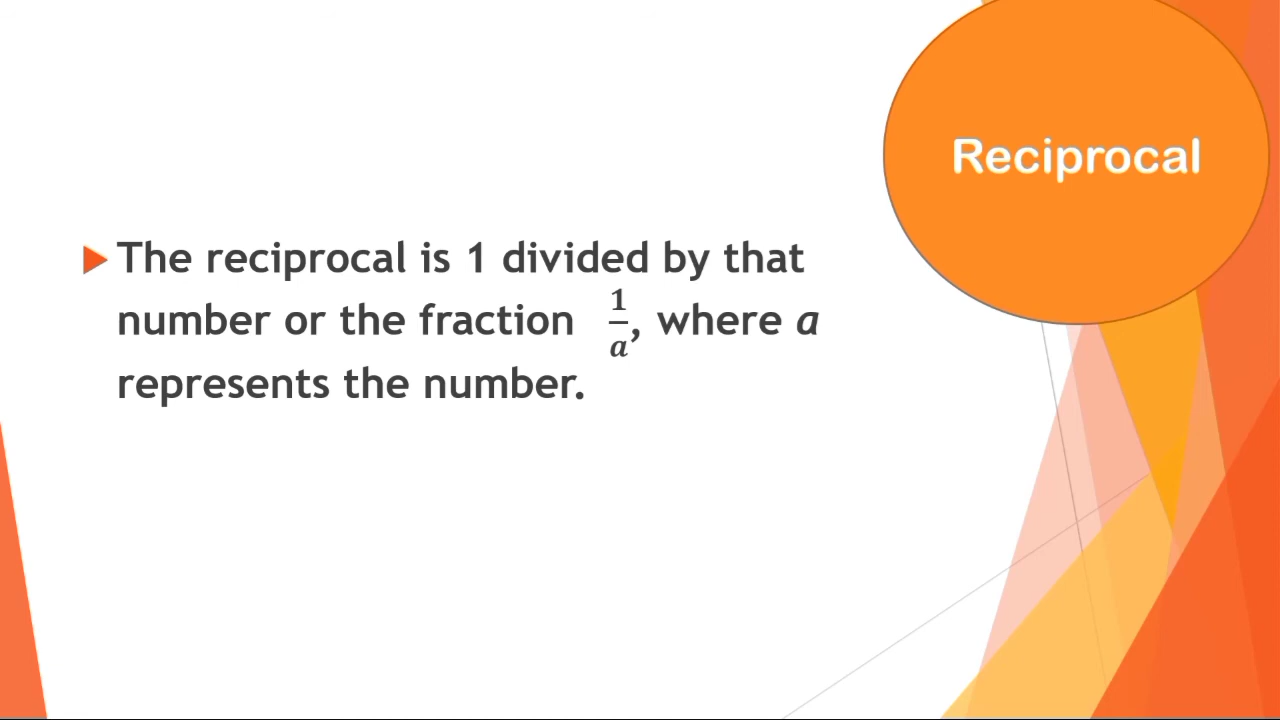 Reciprocal
The reciprocal is 1 divided by that
number or the fraction 1/a, where a
represents the number.